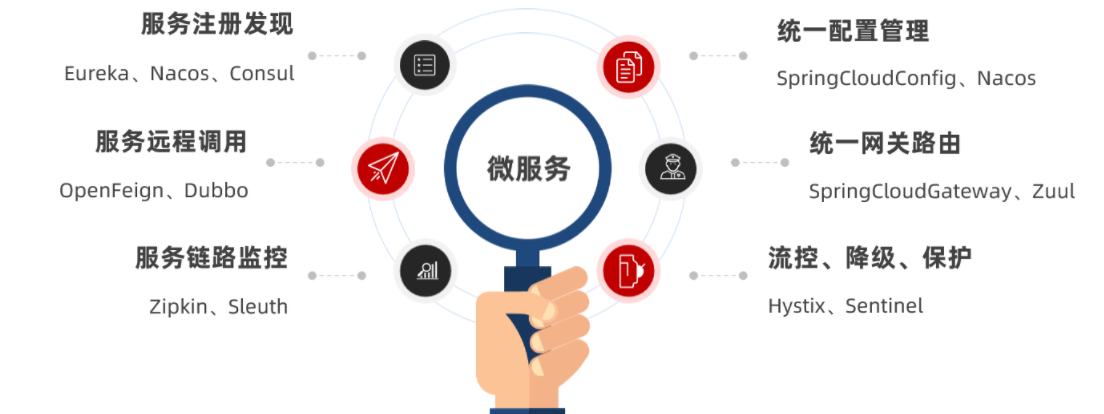 服务注册发现
Eureka、Nacos、Consul
统一配置管理
SpringCloudConfig、Nacos
服务远程调用
OpenFeign、Dubbo
微服务
统一网关路由
SpringCloudGateway、Zuul
服务链路监控
Zipkin、Sleuth
流控、降级、保护
Hystix、Sentinel